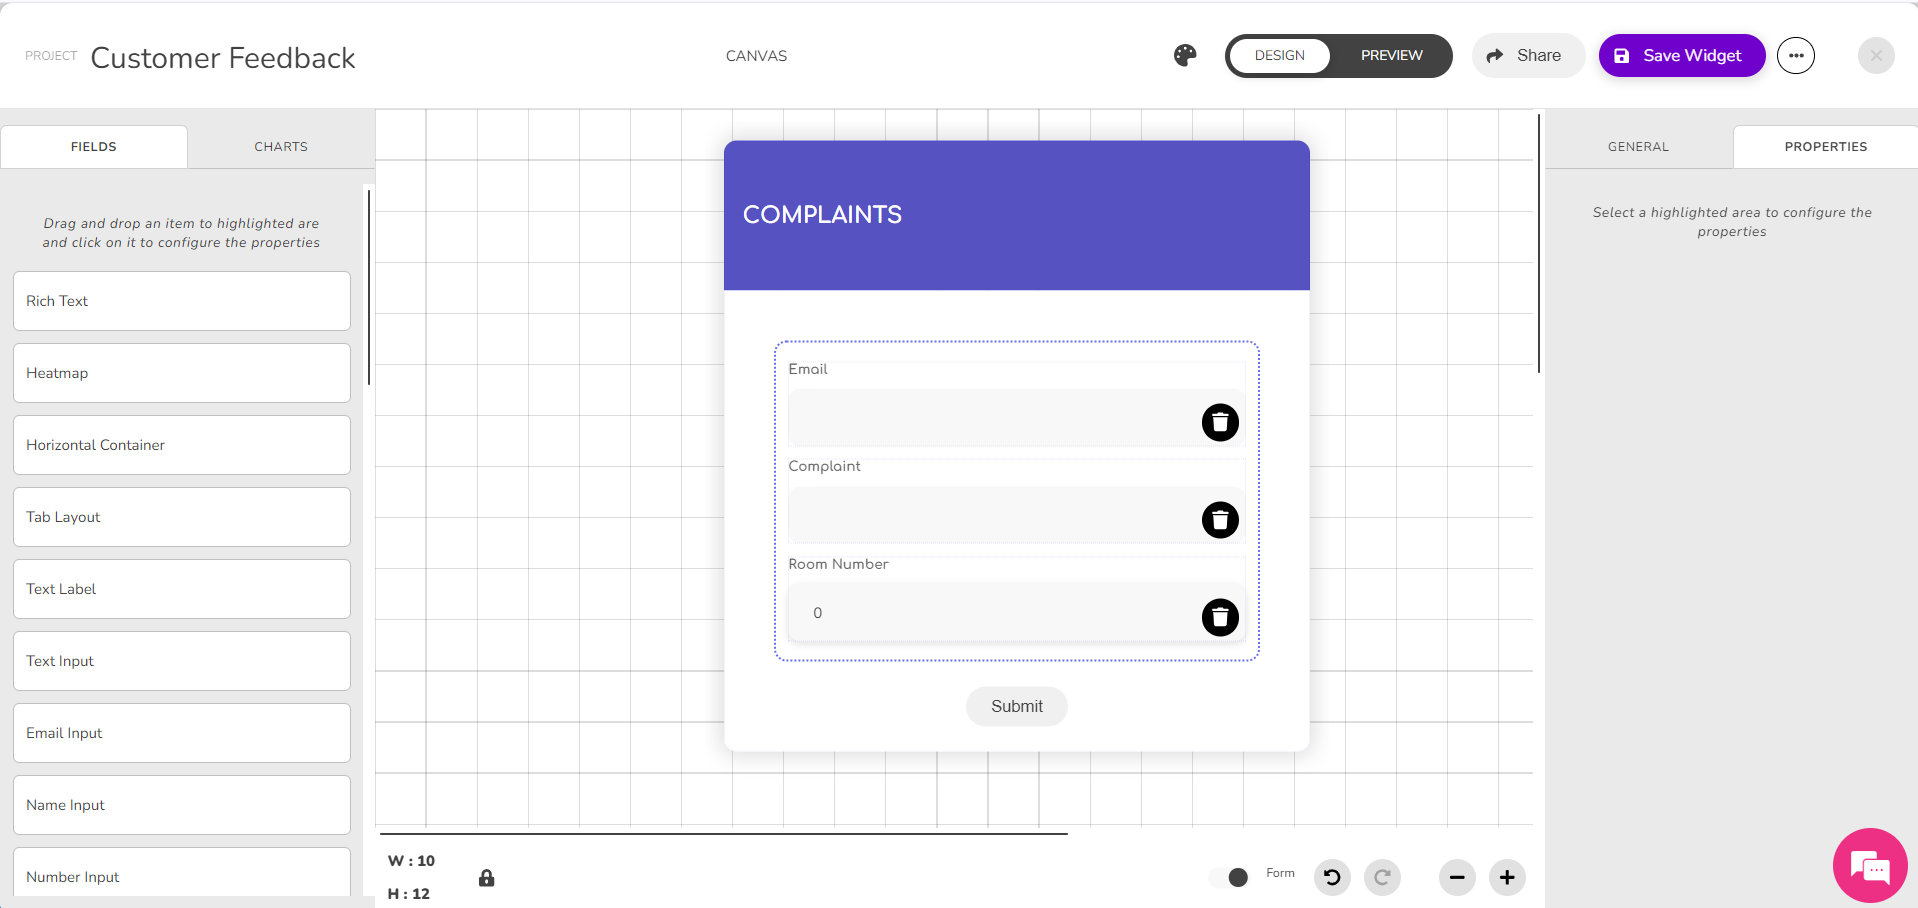 PROJECT Customer Feedback
CANVAS
DESIGN
PREVIEW
Share
Save Widget
FIELDS
CHARTS
Drag and drop an item to highlighted are
and click on it to configure the properties
Rich Text
Heatmap
Horizontal Container
Tab Layout
Text Label
Text Input
Email Input
Name Input
Number Input
COMPLAINTS
Email
Complaint
Room Number
0
Submit
W : 10
H : 12
Form
GENERAL
PROPERTIES
Select a highlighted area to configure the
properties